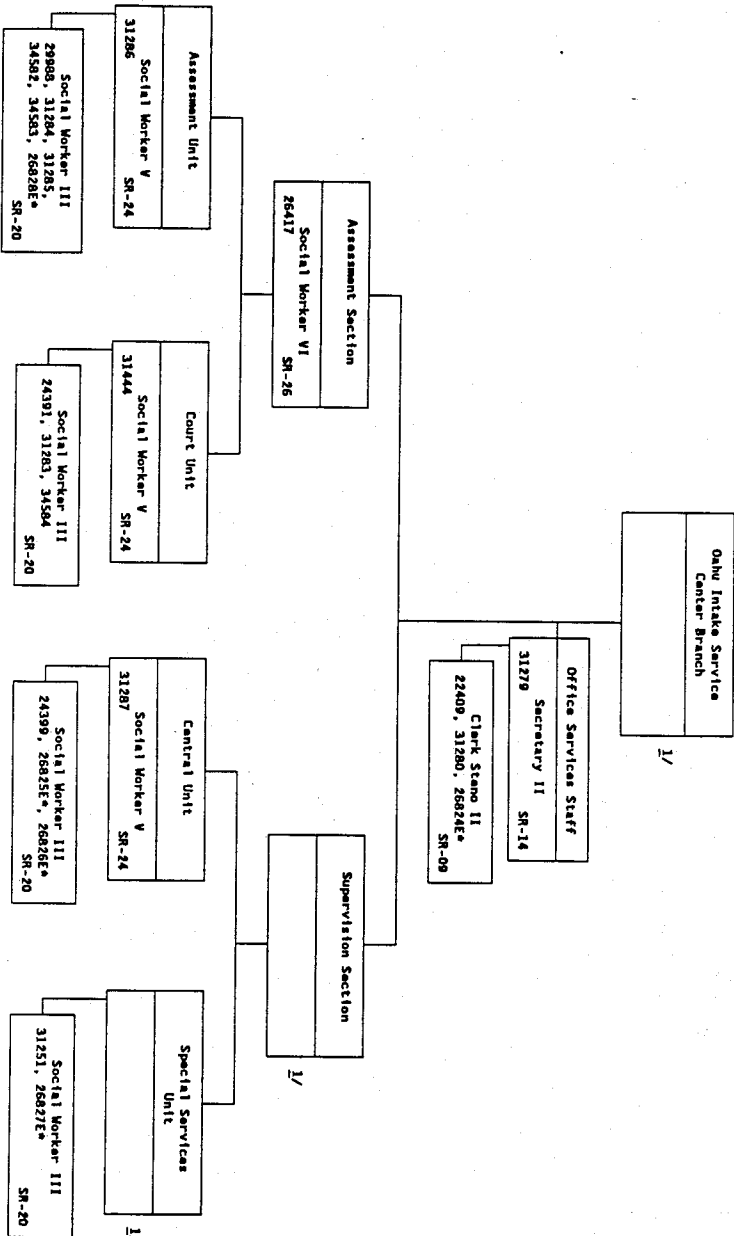 Oahu Intake Service
Center Branch
1/
Office Services Staff
Secretary II
31279 SR-14
Clerk Steno II
22409, 31280, 26824E*
SR-09
Assessment Section
Social Worker VI
26417 SR-26
Assessment Unit
Social Worker V
31286 SR-24
Social Worker III
29988, 31284, 31285,
34582, 34583, 26828E*
SR-20
Court Unit
Social Worker V
31444 SR-24
Social Worker III
24391, 31283, 34584
SR-20
Supervision Section
1/
Central Unit
Social Worker V
31287 SR-24
Social Worker III
24399, 26825E*, 26826E*
SR-20
Special Services
Unit
1
Social Worker III
31251, 26827E*
SR-20